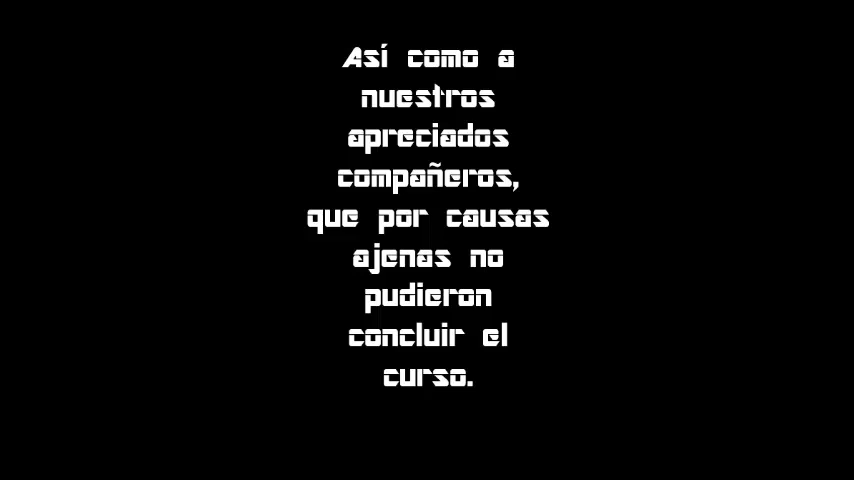 Así como a
nuestros
apreciados
compañeros,
que por causas
ajenas no
pudieron
concluir el
curso.